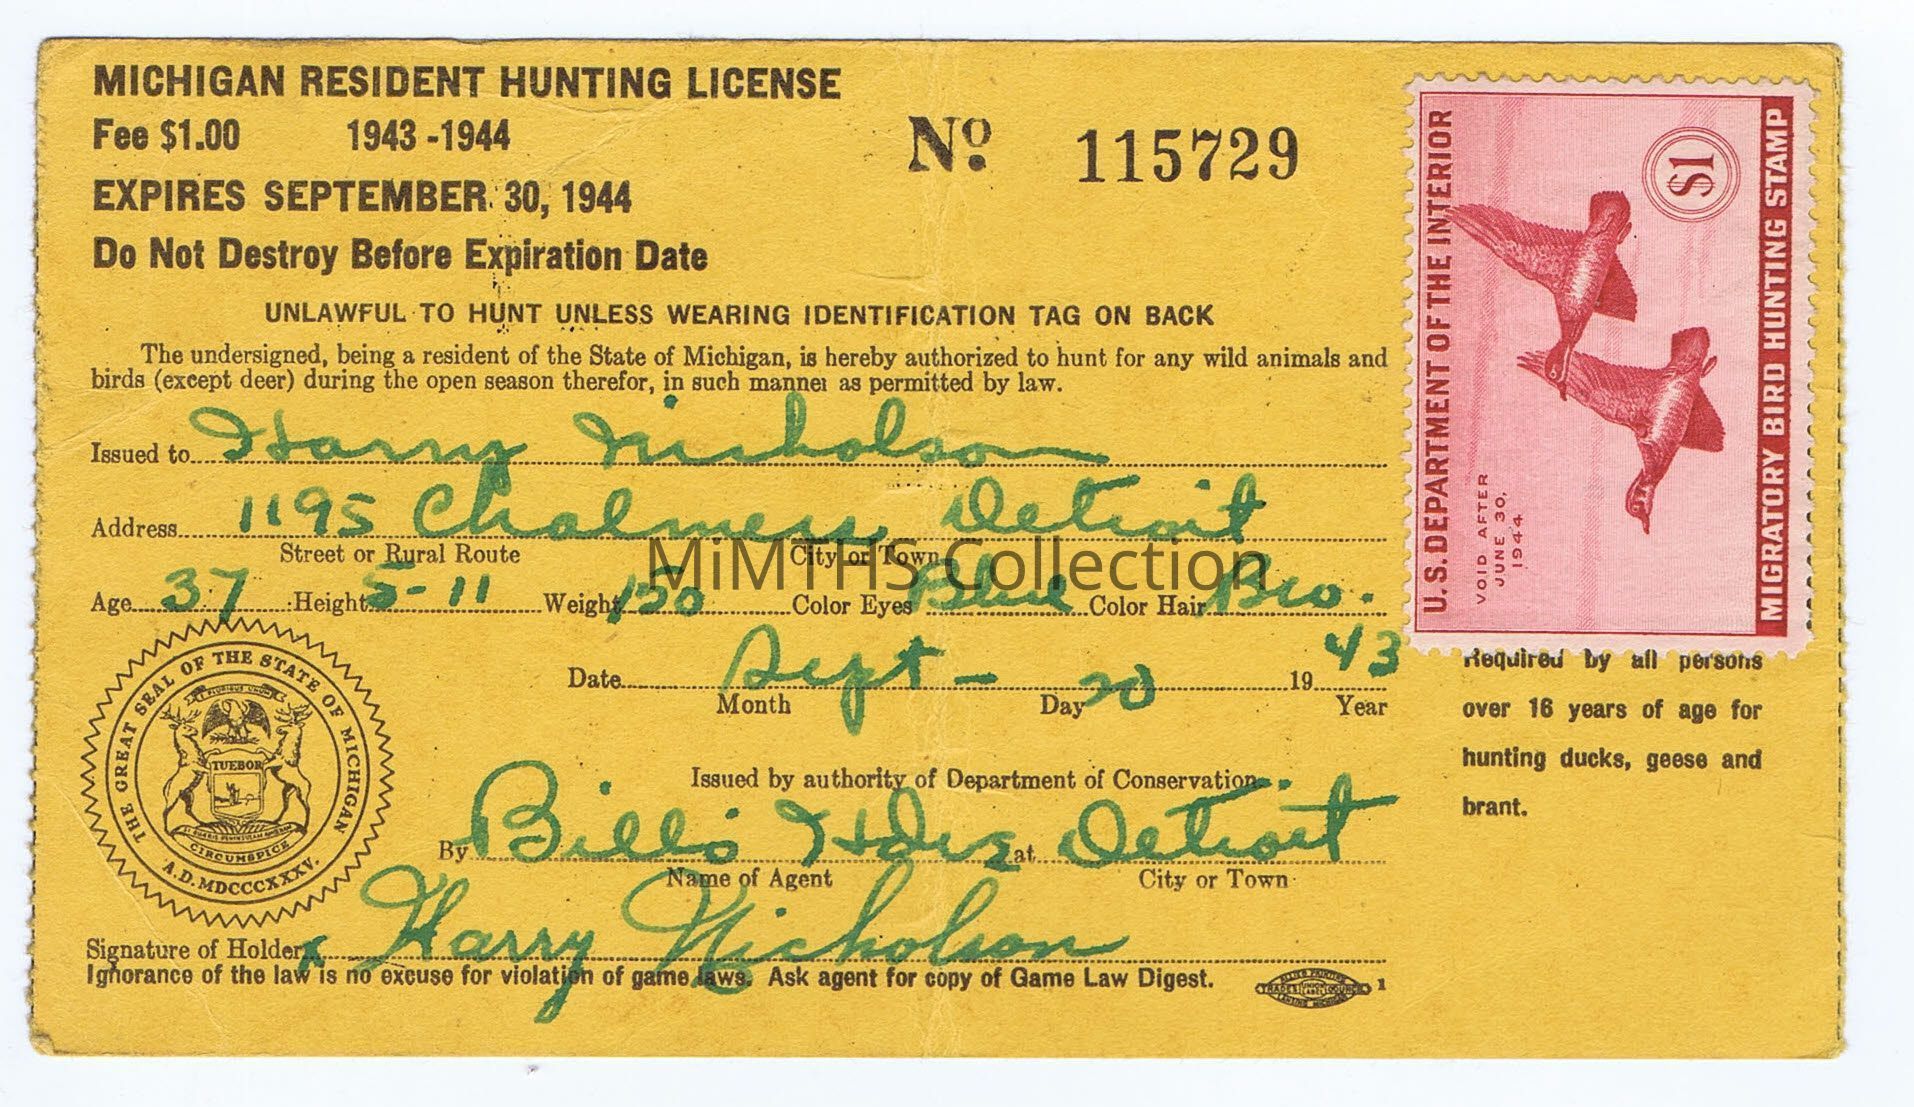 MICHIGAN RESIDENT HUNTING LICENSE
Fee $1.00 1943-1944
No. 115729
EXPIRES SEPTEMBER 30, 1944
Do Not Destroy Before Expiration Date
UNLAWFUL TO HUNT UNLESS WEARING IDENTIFICATION TAG ON BACK
The undersigned, being a resident of the State of Michigan, is hereby authorized to hunt for any wild animals and
birds (except deer) during the open season therefor, in such manner as permitted by law.
Issued to Harry Nicholson
Address 1195 Chalmers Detroit
Street or Rural Route City or Town
MiMTHS Collection
Age 37 Height 5-11 Weight 150 Color Eyes Blue Color Hair Bro.
Date Sept - 20 1943
Month Day Year
THE GREAT SEAL OF THE STATE OF MICHIGAN
E PLURIBUS UNUM
TUEBOR
CIRCUMSPICE
A.D. MDCCCXXXV.
Issued by authority of Department of Conservation
By Bill's at Detroit
Name of Agent City or Town
Signature of Holder x Harry Nicholson
Ignorance of the law is no excuse for violation of game laws. Ask agent for copy of Game Law Digest.
1
U.S. DEPARTMENT OF THE INTERIOR
VOID AFTER
JUNE 30,
1944
$1
MIGRATORY BIRD HUNTING STAMP
Required by all persons
over 16 years of age for
hunting ducks, geese and
brant.